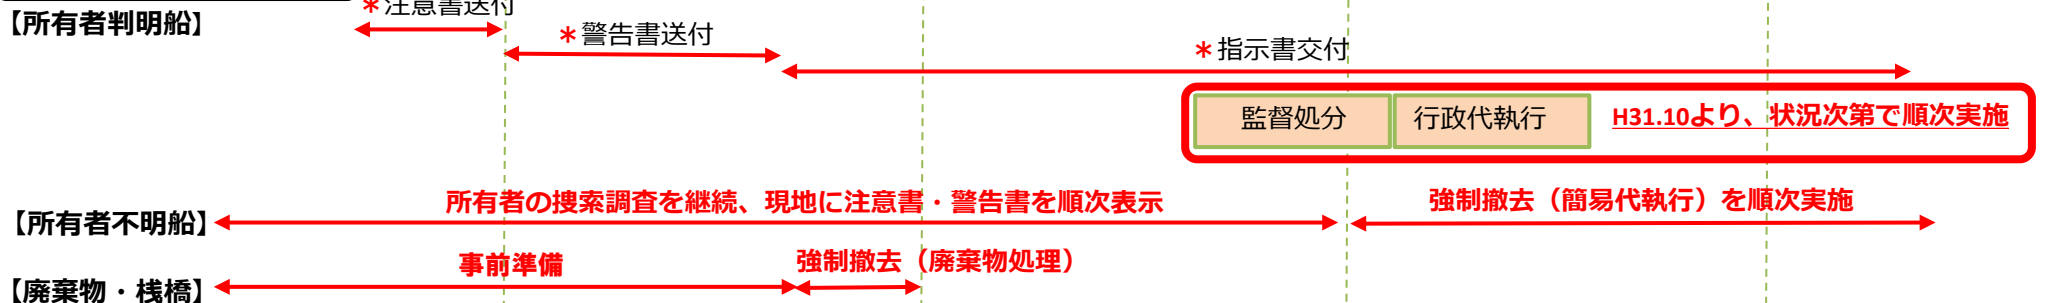 ＊注意書送付
【所有者判明船】
＊警告書送付
＊指示書交付
監督処分
行政代執行
H31.10より、状況次第で順次実施
所有者の捜索調査を継続、現地に注意書・警告書を順次表示
強制撤去（簡易代執行）を順次実施
【所有者不明船】
事前準備
強制撤去（廃棄物処理）
【廃棄物・桟橋】